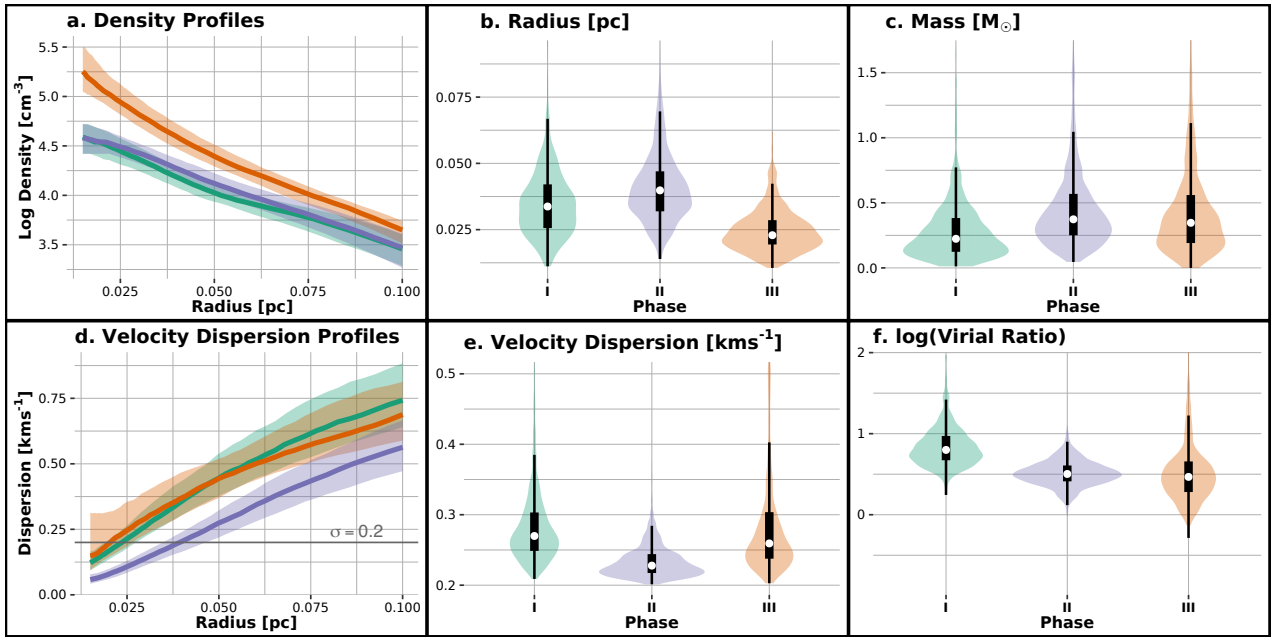 a. Density Profiles
5.5
5.0
4.5
4.0
3.5
Log Density [cm⁻³]
0.025 0.050 0.075 0.100
Radius [pc]
b. Radius [pc]
0.075
0.050
0.025
I II III
Phase
c. Mass [M☉]
1.5
1.0
0.5
0.0
I II III
Phase
d. Velocity Dispersion Profiles
0.75
0.50
0.25
0.00
Dispersion [kms⁻¹]
σ = 0.2
0.025 0.050 0.075 0.100
Radius [pc]
e. Velocity Dispersion [kms⁻¹]
0.5
0.4
0.3
0.2
I II III
Phase
f. log(Virial Ratio)
2
1
0
I II III
Phase